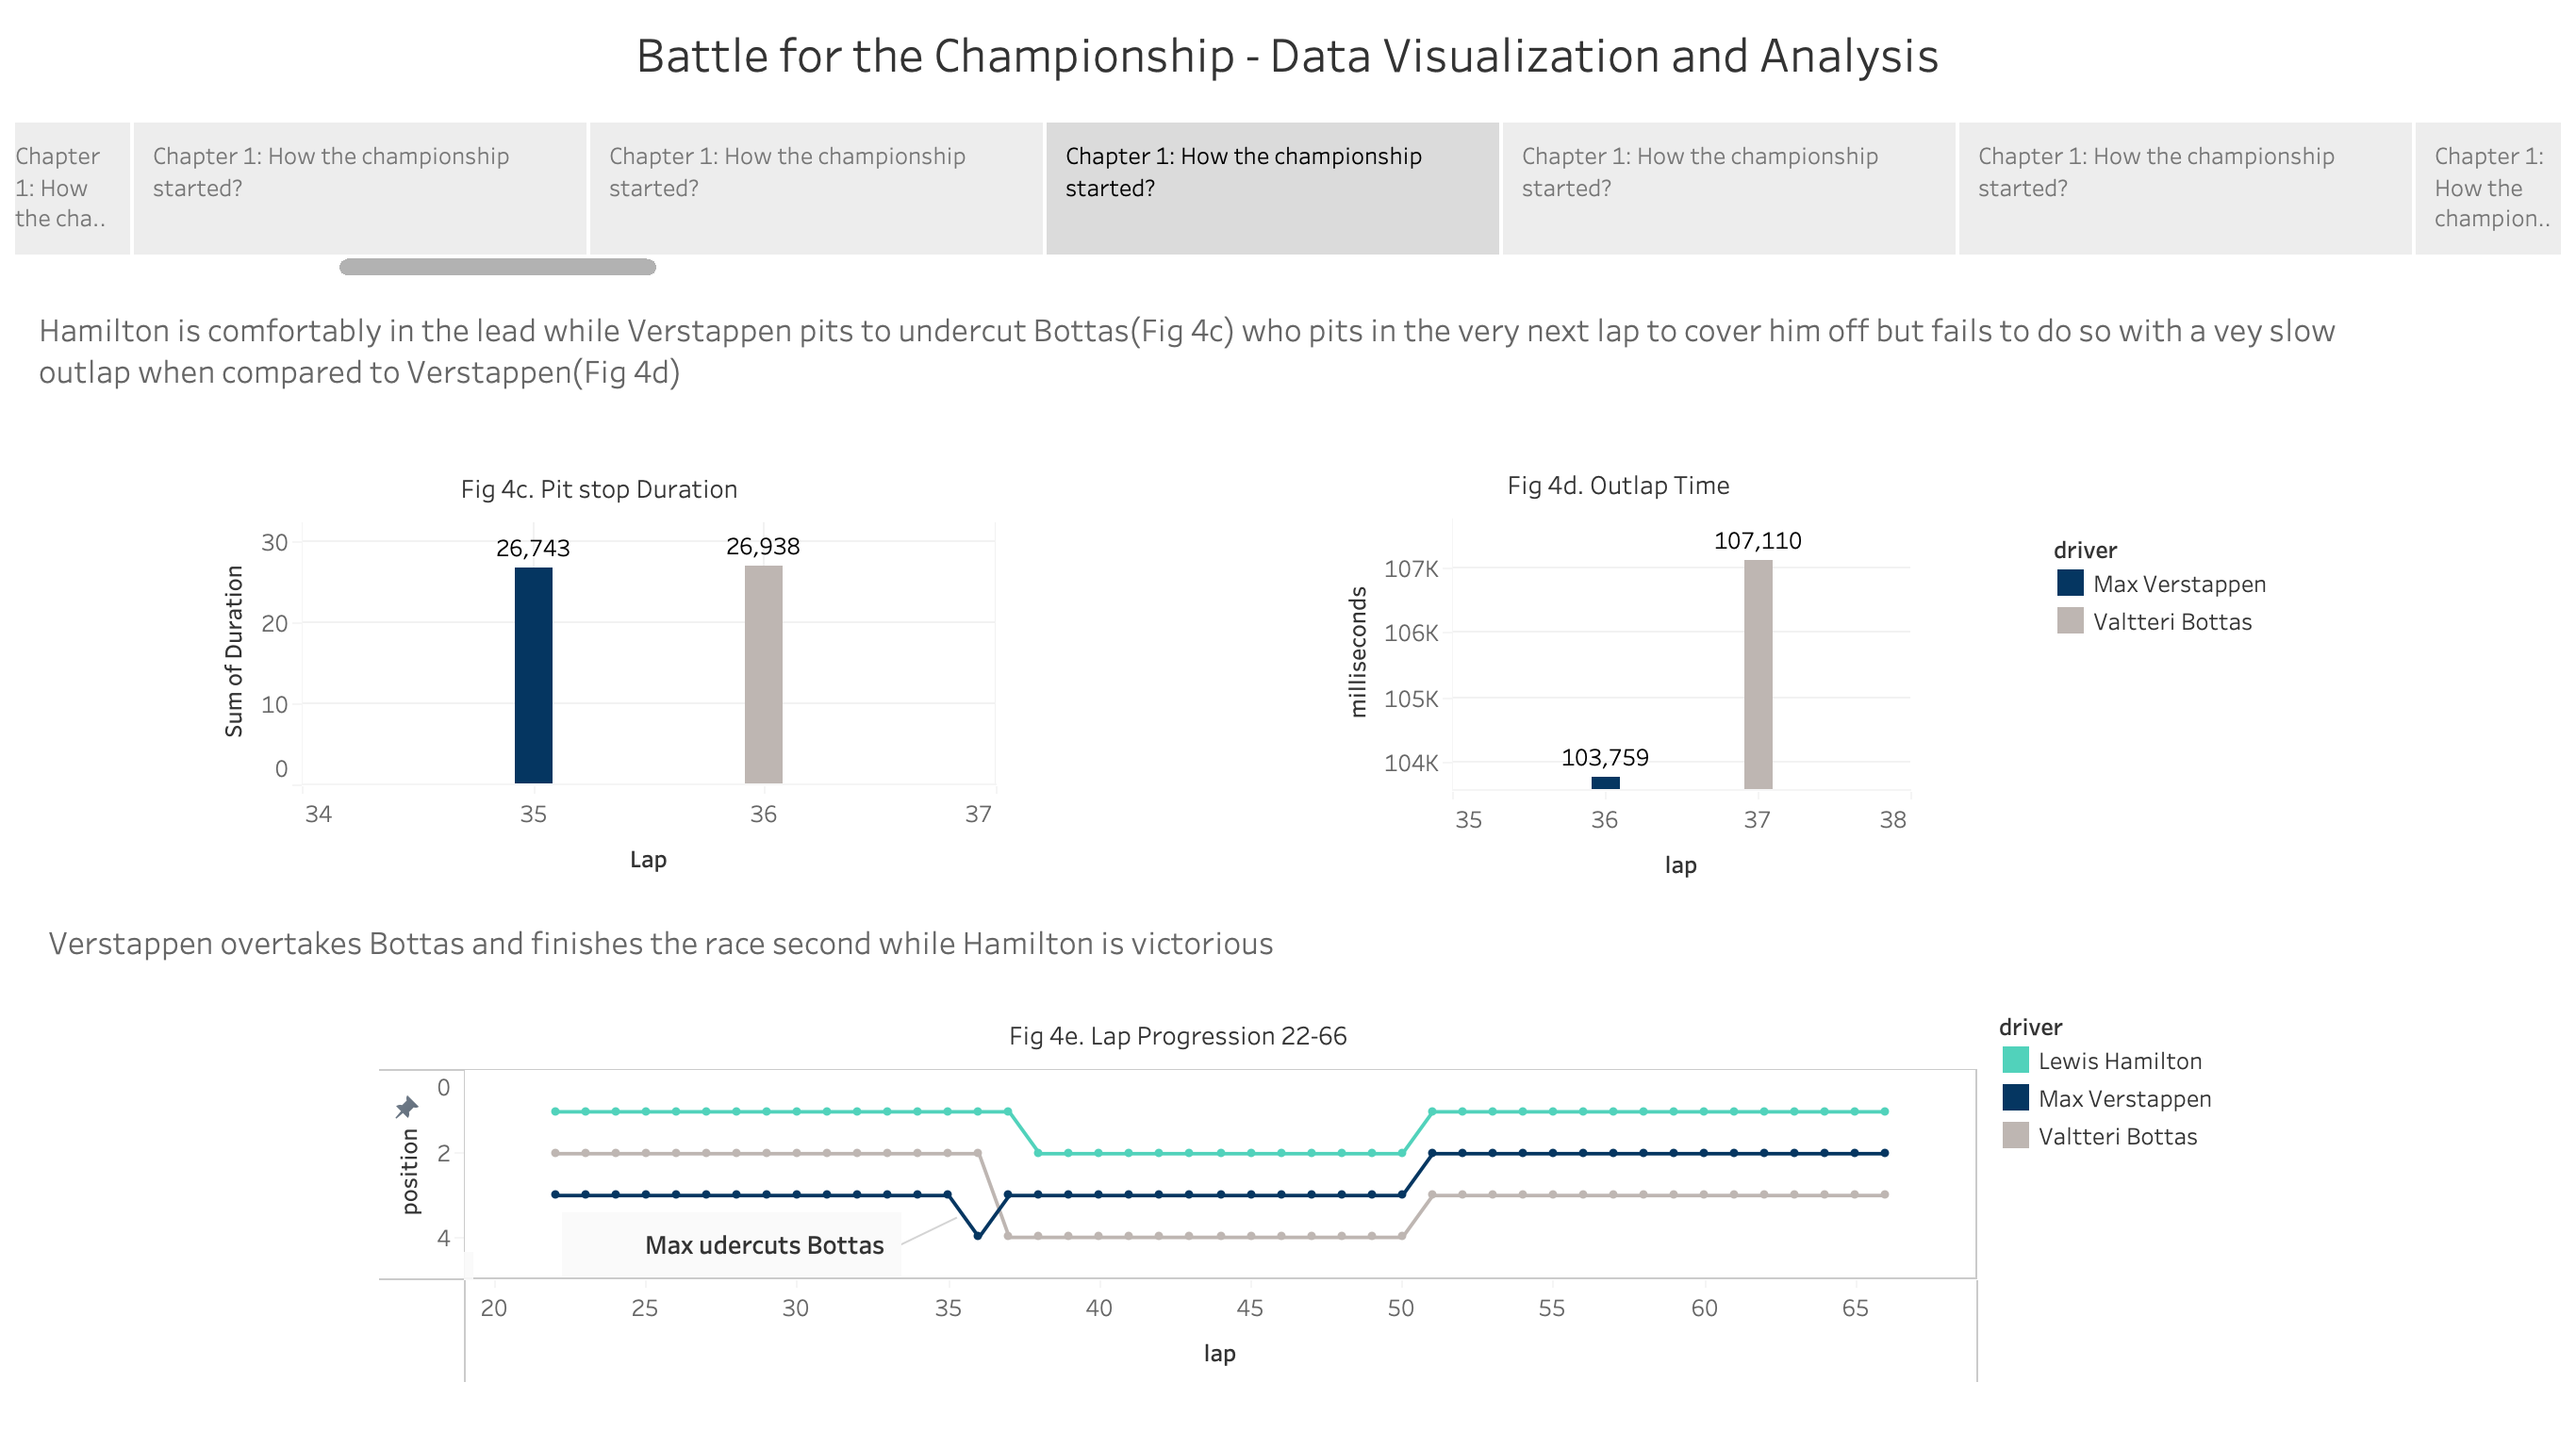 Battle for the Championship - Data Visualization and Analysis
Chapter
1: How
the cha..
Chapter 1: How the championship
started?
Chapter 1: How the championship
started?
Chapter 1: How the championship
started?
Chapter 1: How the championship
started?
Chapter 1: How the championship
started?
Chapter 1:
How the
champion..
Hamilton is comfortably in the lead while Verstappen pits to undercut Bottas(Fig 4c) who pits in the very next lap to cover him off but fails to do so with a vey slow
outlap when compared to Verstappen(Fig 4d)
Fig 4c. Pit stop Duration
Sum of Duration
30
20
10
0
26,743
26,938
34
35
36
37
Lap
Fig 4d. Outlap Time
milliseconds
107K
106K
105K
104K
103,759
107,110
35
36
37
38
lap
driver
Max Verstappen
Valtteri Bottas
Verstappen overtakes Bottas and finishes the race second while Hamilton is victorious
Fig 4e. Lap Progression 22-66
position
0
2
4
Max udercuts Bottas
20
25
30
35
40
45
50
55
60
65
lap
driver
Lewis Hamilton
Max Verstappen
Valtteri Bottas